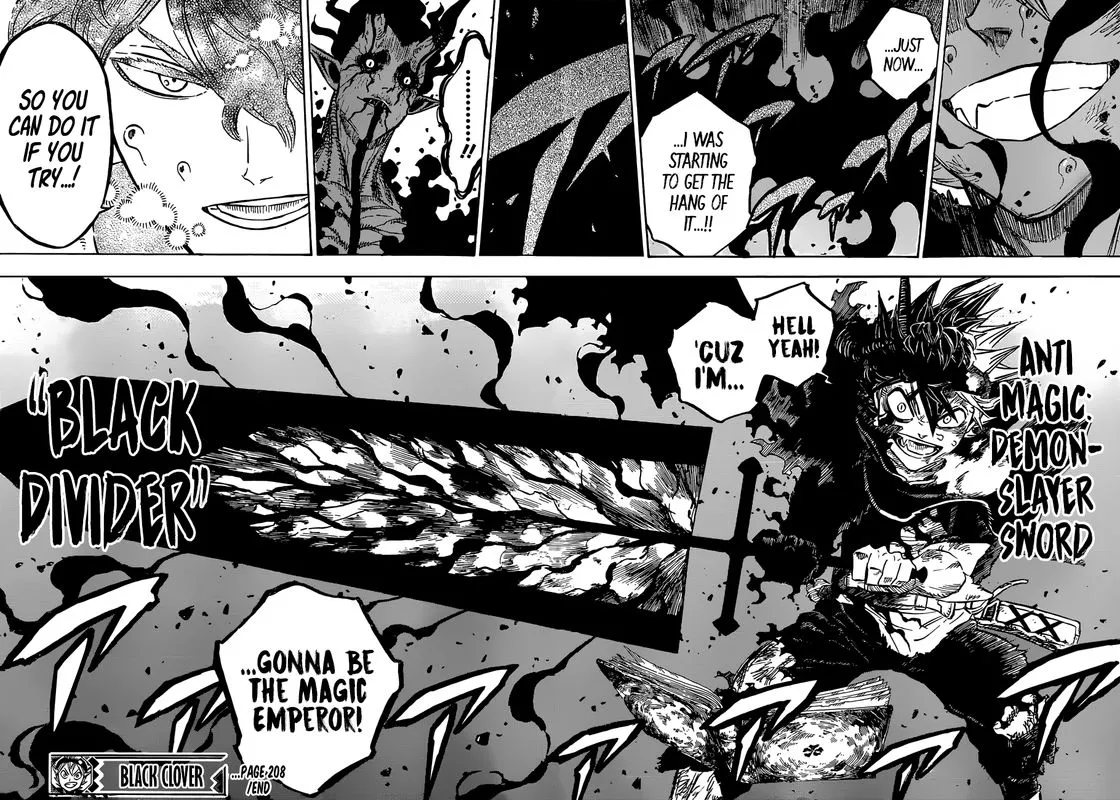 ...JUST
NOW...
...I WAS
STARTING
TO GET THE
HANG OF
IT...!!
.........!!
SO YOU
CAN DO IT
IF YOU
TRY...!
HELL
YEAH!
'CUZ
I'M...
ANTI
MAGIC:
DEMON-
SLAYER
SWORD
"BLACK
DIVIDER"
...GONNA BE
THE MAGIC
EMPEROR!
BLACK CLOVER
...PAGE 208
/END